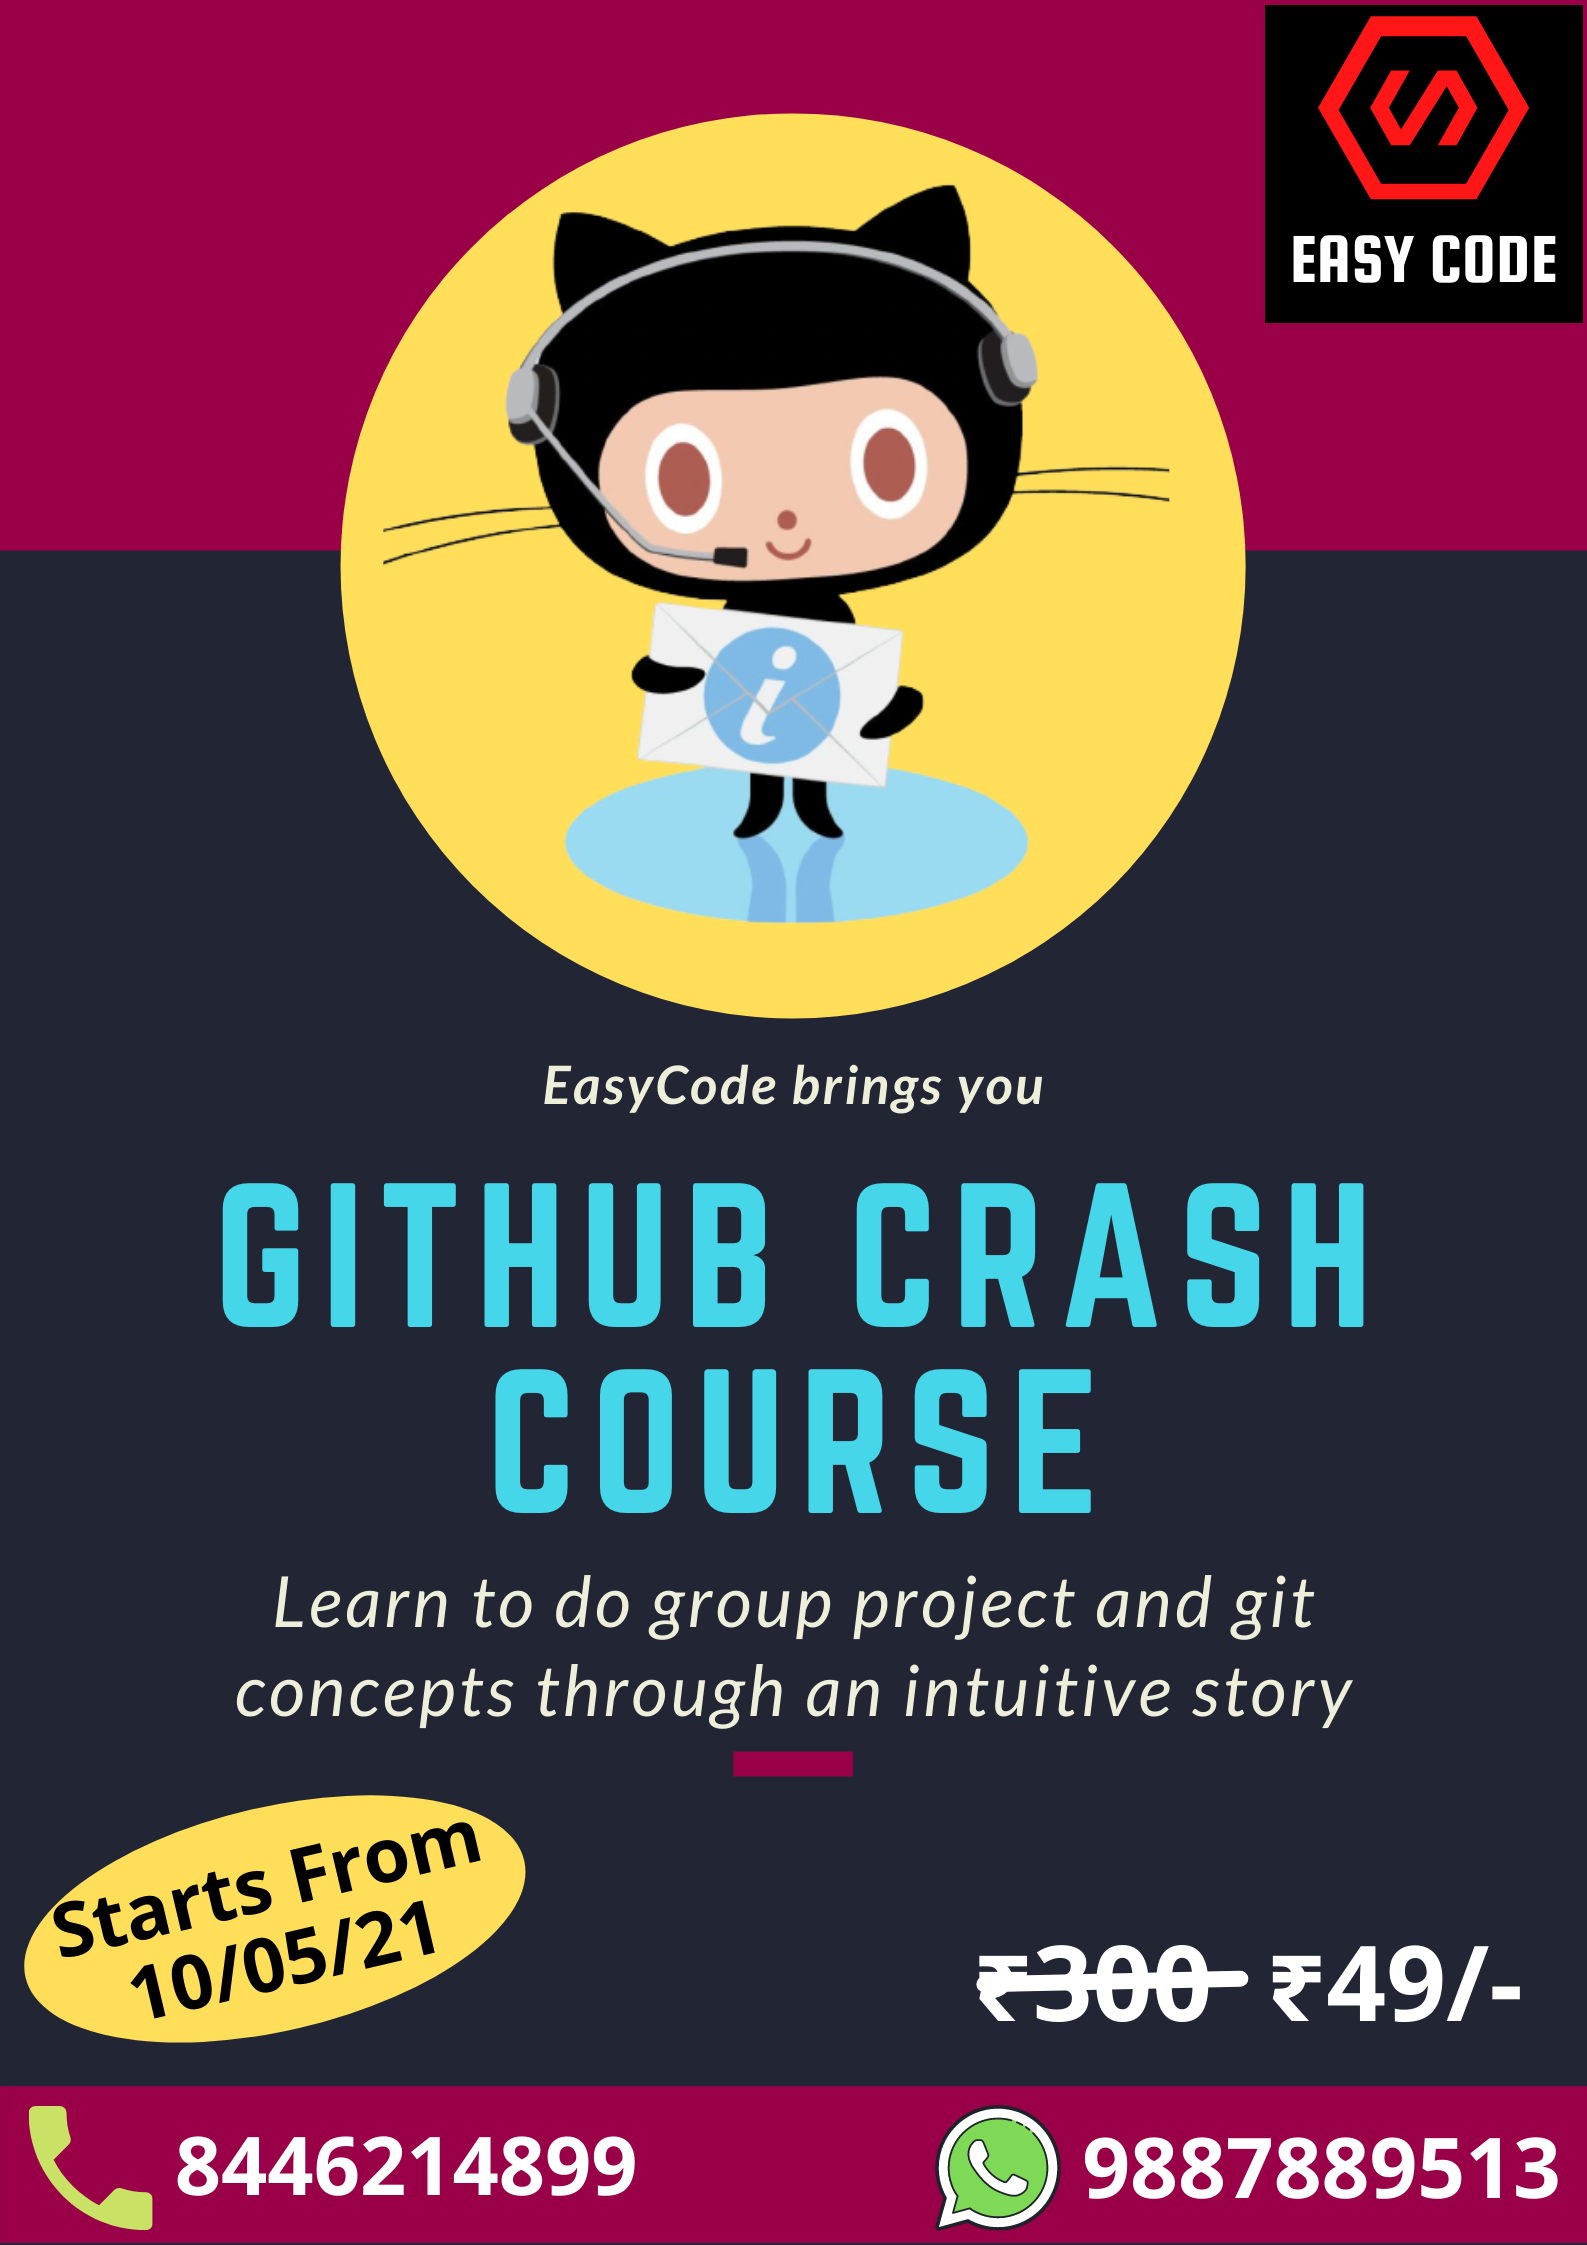 EASY CODE
i
EasyCode brings you
GITHUB CRASH
COURSE
Learn to do group project and git
concepts through an intuitive story
Starts From
10/05/21
₹300 ₹49/-
8446214899
9887889513